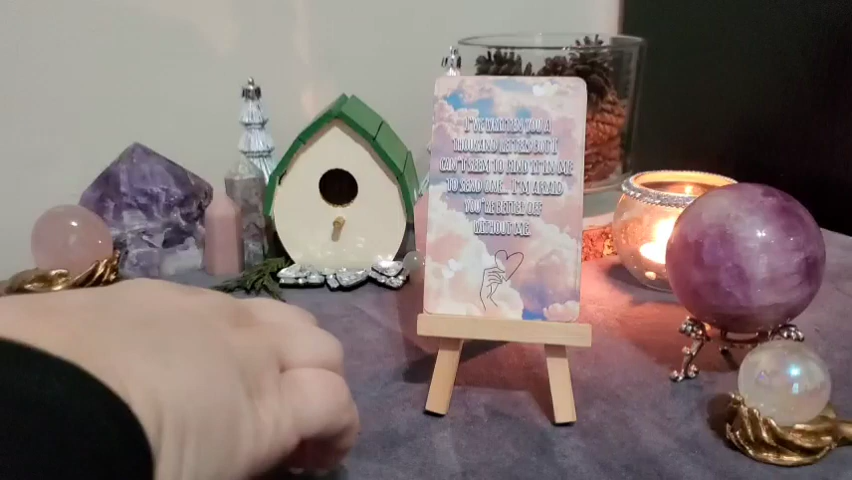 I'VE WRITTEN YOU A
THOUSAND LETTERS BUT I
CAN'T SEEM TO FIND IT IN ME
TO SEND ONE. I'M AFRAID
YOU'RE BETTER OFF
WITHOUT ME.